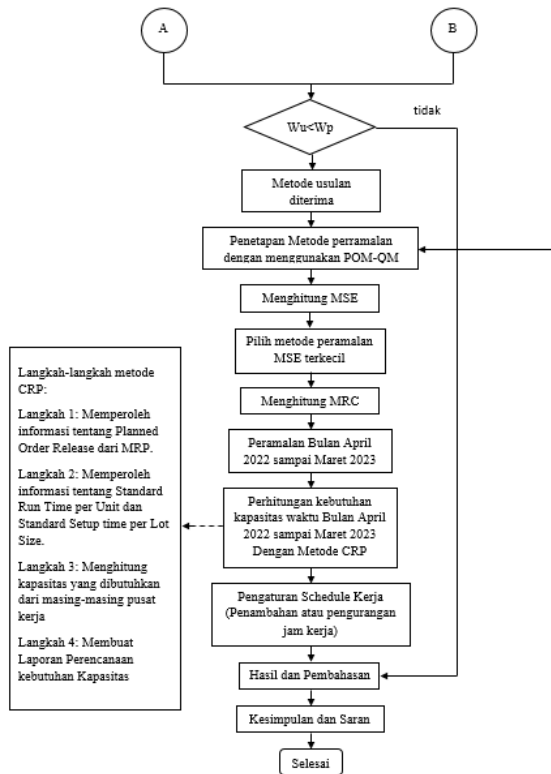 A
B
tidak
Wu<Wp
Metode usulan
diterima
Penetapan Metode perramalan
dengan menggunakan POM-QM
Menghitung MSE
Pilih metode peramalan
MSE terkecil
Menghitung MRC
Peramalan Bulan April
2022 sampai Maret 2023
Perhitungan kebutuhan
kapasitas waktu Bulan April
2022 sampai Maret 2023
Dengan Metode CRP
Pengaturan Schedule Kerja
(Penambahan atau pengurangan
jam kerja)
Hasil dan Pembahasan
Kesimpulan dan Saran
Selesai
Langkah-langkah metode
CRP:
Langkah 1: Memperoleh
informasi tentang Planned
Order Release dari MRP.
Langkah 2: Memperoleh
informasi tentang Standard
Run Time per Unit dan
Standard Setup time per Lot
Size.
Langkah 3: Menghitung
kapasitas yang dibutuhkan
dari masing-masing pusat
kerja
Langkah 4: Membuat
Laporan Perencanaan
kebutuhan Kapasitas